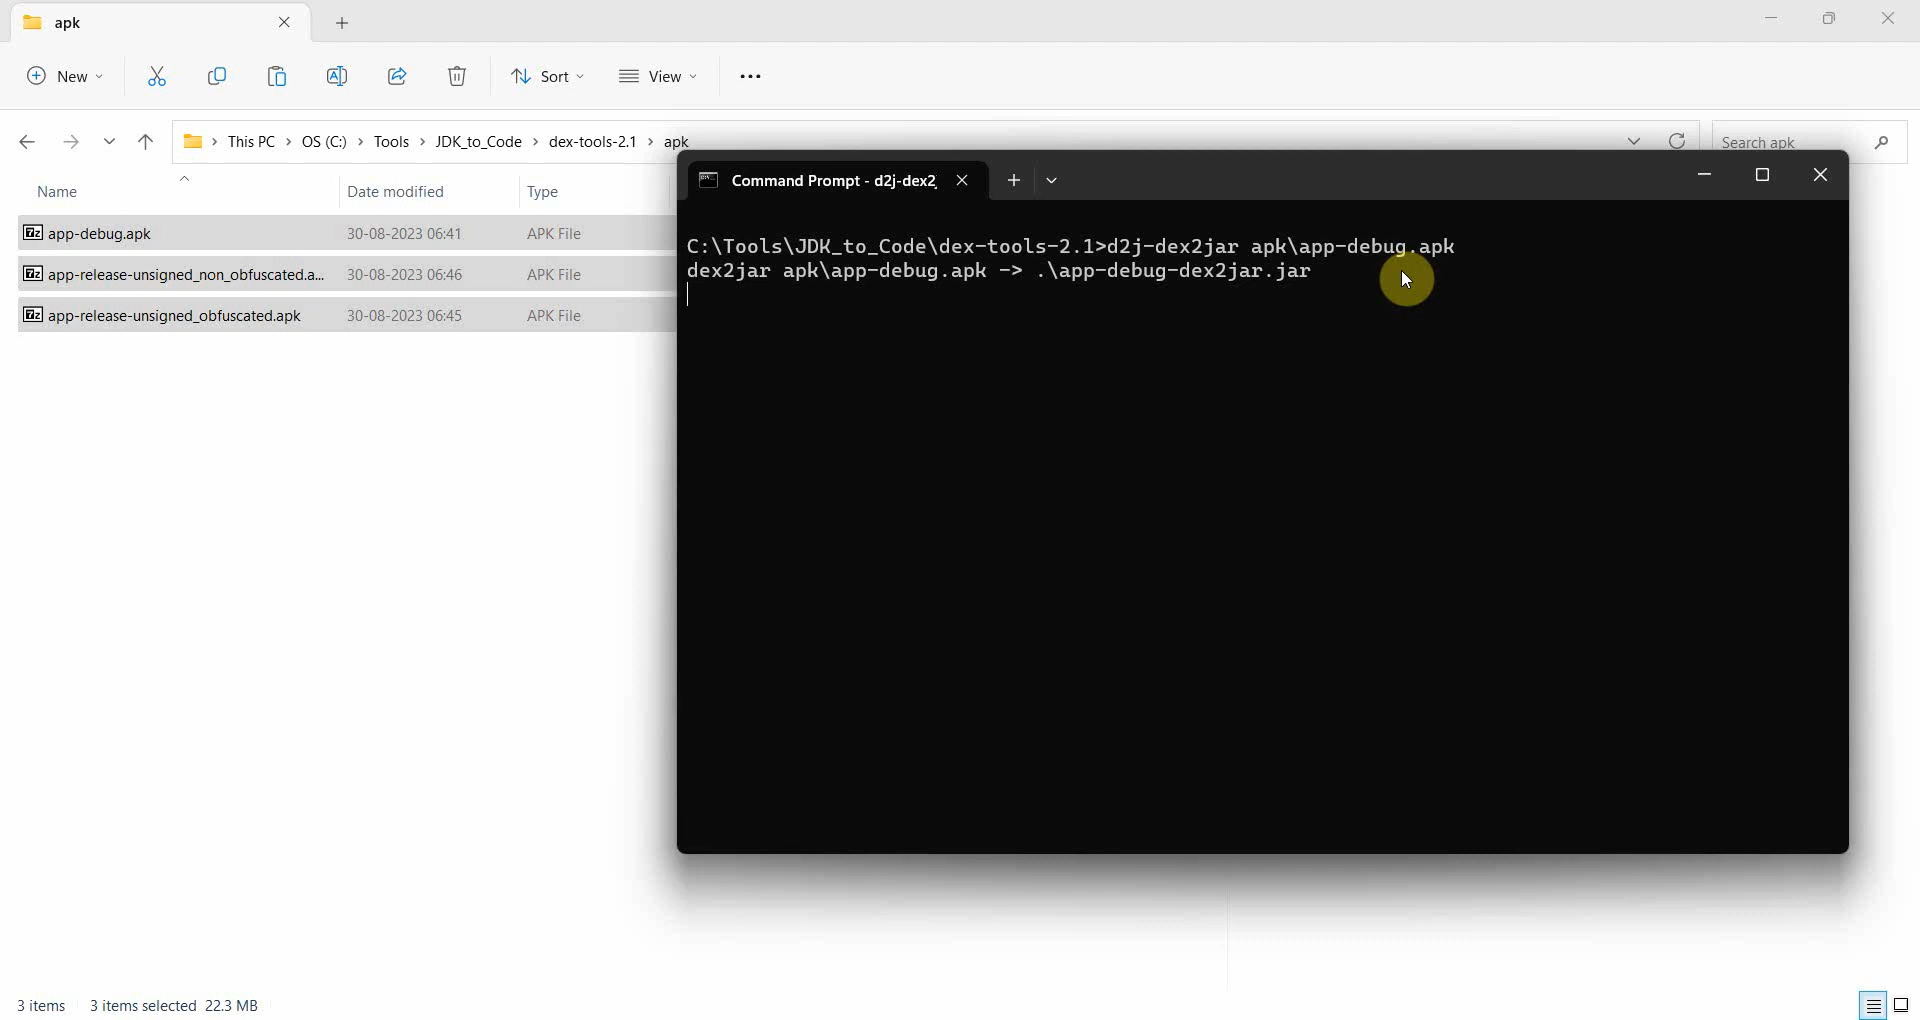 apk
New
Sort
View
This PC > OS (C:) > Tools > JDK_to_Code > dex-tools-2.1 > apk
Search apk
Name
Date modified
Type
app-debug.apk
30-08-2023 06:41
APK File
app-release-unsigned_non_obfuscated.a...
30-08-2023 06:46
APK File
app-release-unsigned_obfuscated.apk
30-08-2023 06:45
APK File
Command Prompt - d2j-dex2j
C:\Tools\JDK_to_Code\dex-tools-2.1>d2j-dex2jar apk\app-debug.apk
dex2jar apk\app-debug.apk -> .\app-debug-dex2jar.jar
3 items
3 items selected 22.3 MB